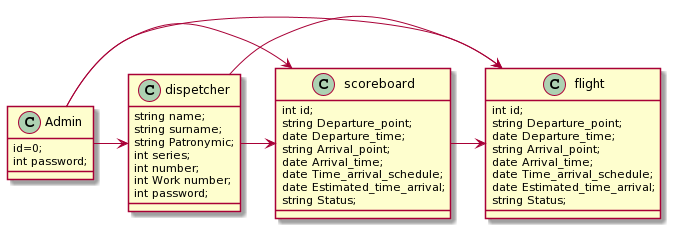 C Admin
id=0;
int password;
C dispetcher
string name;
string surname;
string Patronymic;
int series;
int number;
int Work number;
int password;
C scoreboard
int id;
string Departure_point;
date Departure_time;
string Arrival_point;
date Arrival_time;
date Time_arrival_schedule;
date Estimated_time_arrival;
string Status;
C flight
int id;
string Departure_point;
date Departure_time;
string Arrival_point;
date Arrival_time;
date Time_arrival_schedule;
date Estimated_time_arrival;
string Status;